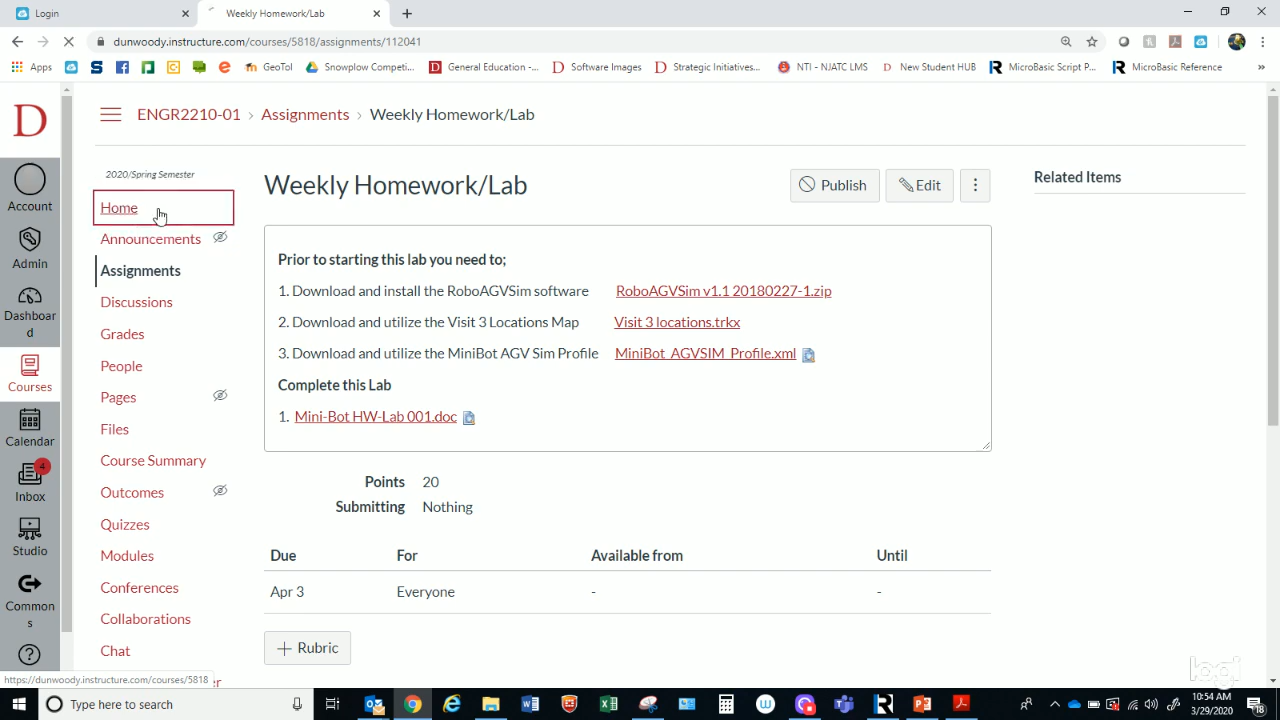 Login
Weekly Homework/Lab
dunwoody.instructure.com/courses/5818/assignments/112041
Apps
GeoTol
Snowplow Competi...
General Education -...
Software Images
Strategic Initiatives...
NTI - NJATC LMS
New Student HUB
MicroBasic Script P...
MicroBasic Reference
»
D
ENGR2210-01 › Assignments › Weekly Homework/Lab
Account
Admin
Dashboar
d
Courses
Calendar
4
Inbox
Studio
Common
s
2020/Spring Semester
Home
Announcements
Assignments
Discussions
Grades
People
Pages
Files
Course Summary
Outcomes
Quizzes
Modules
Conferences
Collaborations
Chat
Weekly Homework/Lab
Publish
Edit
Related Items
Prior to starting this lab you need to;
1. Download and install the RoboAGVSim software RoboAGVSim v1.1 20180227-1.zip
2. Download and utilize the Visit 3 Locations Map Visit 3 locations.trkx
3. Download and utilize the MiniBot AGV Sim Profile MiniBot_AGVSIM_Profile.xml
Complete this Lab
1. Mini-Bot HW-Lab 001.doc
Points 20
Submitting Nothing
Due For Available from Until
Apr 3 Everyone - -
+ Rubric
https://dunwoody.instructure.com/courses/5818
er
logi
Type here to search
10:54 AM
3/29/2020
18